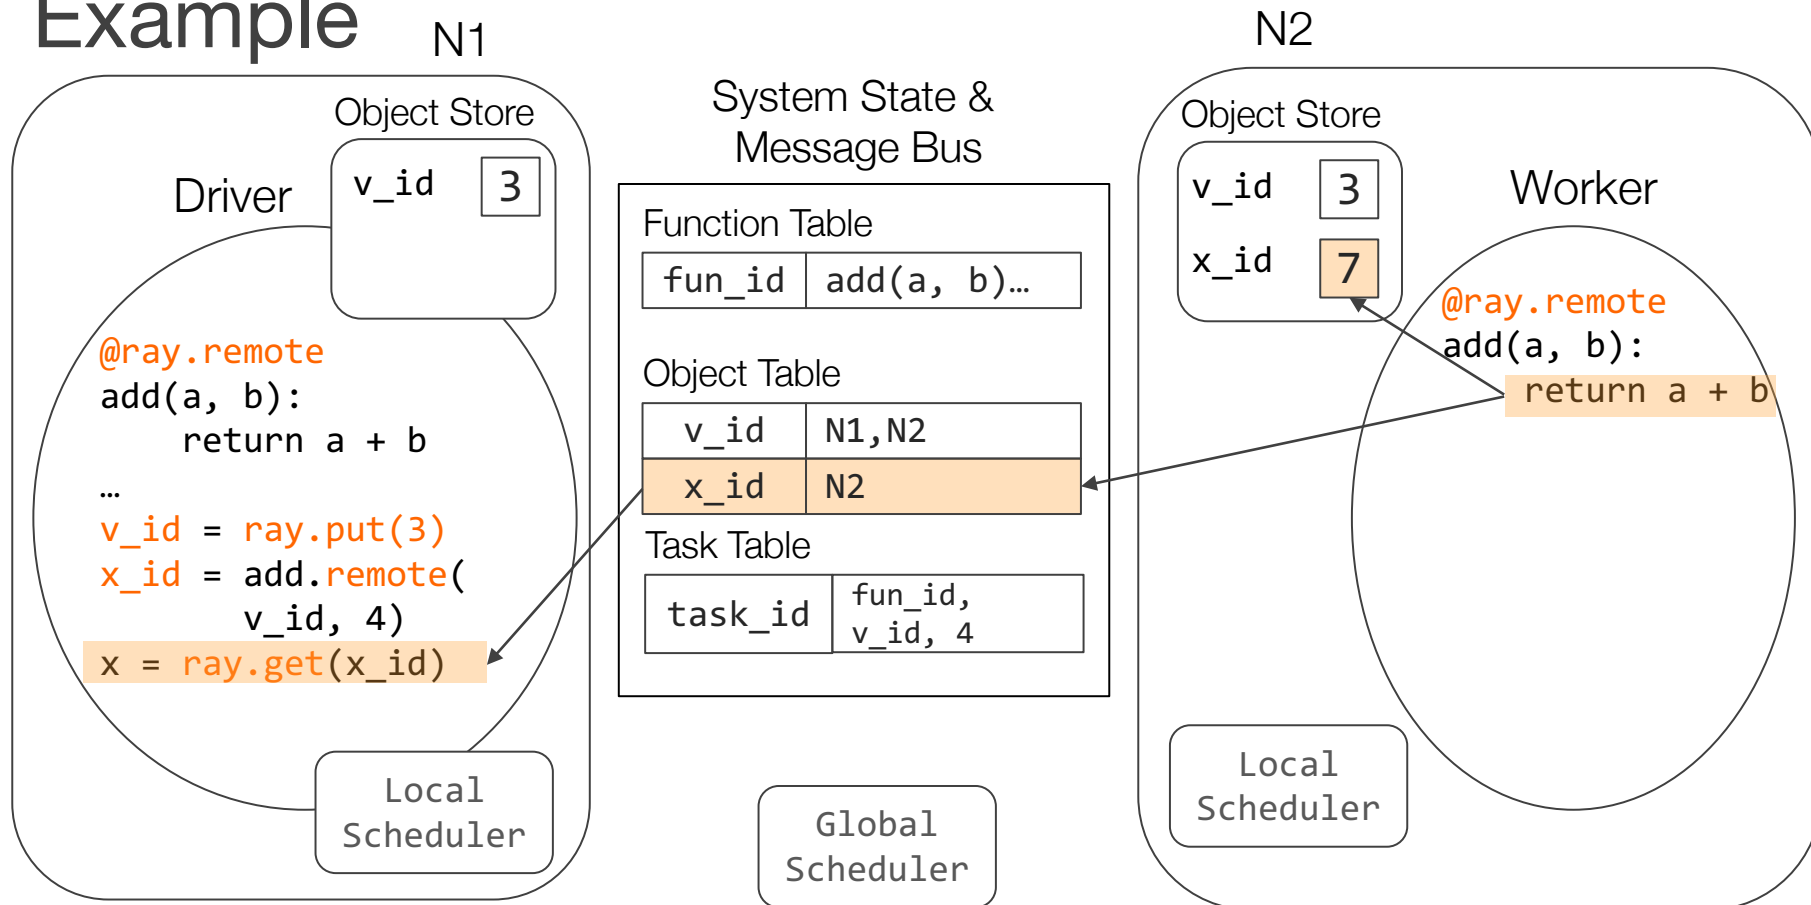 Example
N1
Object Store
v_id 3
Driver
@ray.remote
add(a, b):
return a + b
…
v_id = ray.put(3)
x_id = add.remote(
v_id, 4)
x = ray.get(x_id)
Local
Scheduler
System State &
Message Bus
Function Table
fun_id add(a, b)…
Object Table
v_id N1,N2
x_id N2
Task Table
task_id fun_id,
v_id, 4
Global
Scheduler
N2
Object Store
v_id 3
x_id 7
Worker
@ray.remote
add(a, b):
return a + b
Local
Scheduler